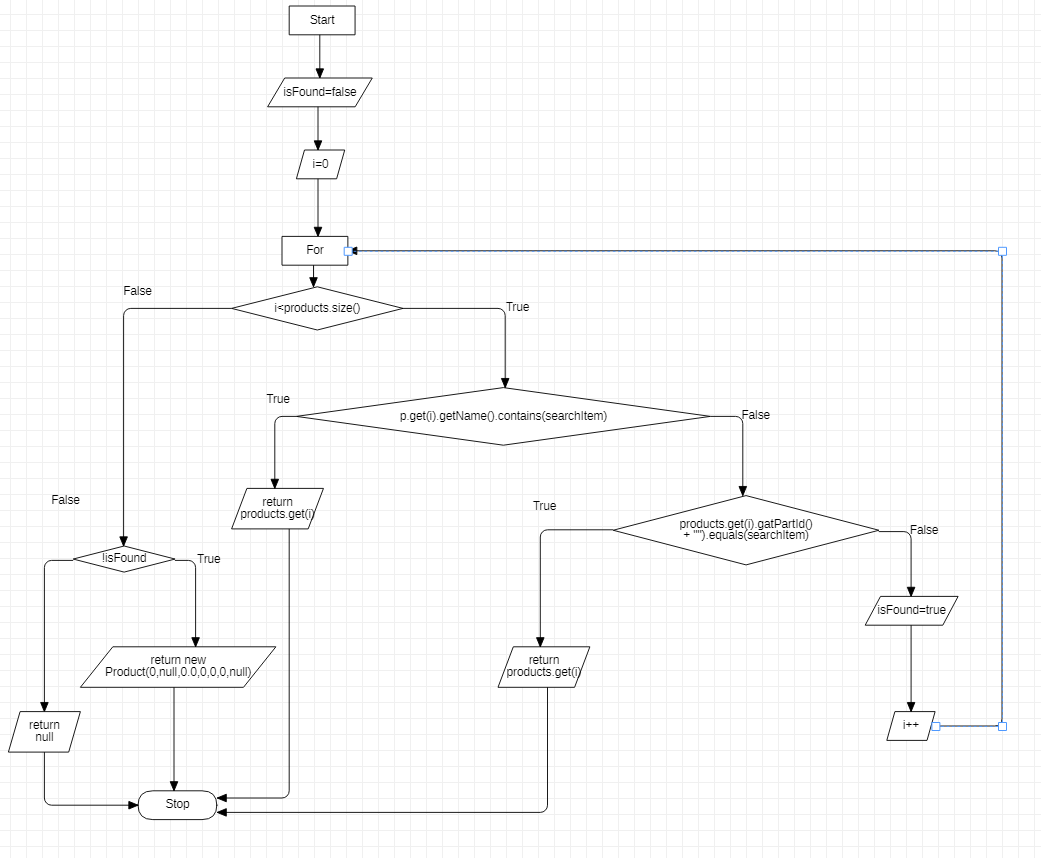 Start
isFound=false
i=0
For
False
i<products.size()
True
True
p.get(i).getName().contains(searchItem)
False
False
return
products.get(i)
True
products.get(i).gatPartId()
+ "").equals(searchItem)
False
!isFound
True
isFound=true
return new
Product(0,null,0.0,0,0,0,null)
return
products.get(i)
return
null
i++
Stop